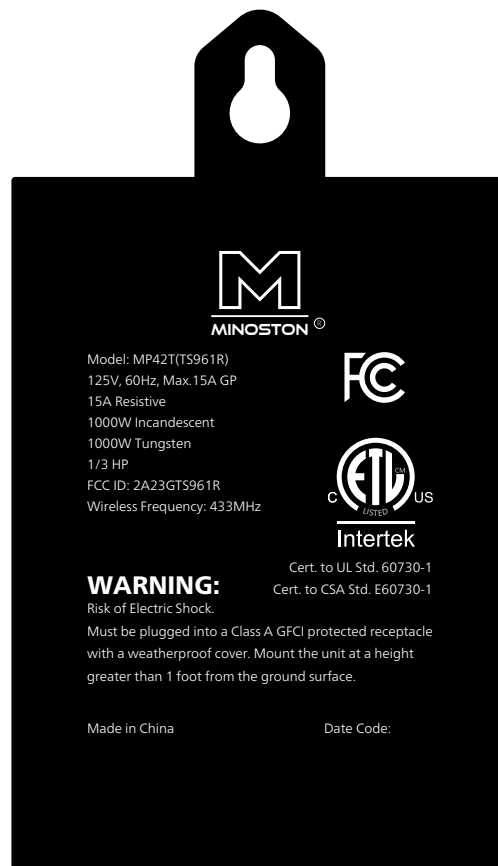 M
MINOSTON ®
Model: MP42T(TS961R)
125V, 60Hz, Max.15A GP
15A Resistive
1000W Incandescent
1000W Tungsten
1/3 HP
FCC ID: 2A23GTS961R
Wireless Frequency: 433MHz
FC
ETL CM
C US
LISTED
Intertek
Cert. to UL Std. 60730-1
Cert. to CSA Std. E60730-1
WARNING:
Risk of Electric Shock.
Must be plugged into a Class A GFCI protected receptacle
with a weatherproof cover. Mount the unit at a height
greater than 1 foot from the ground surface.
Made in China
Date Code: